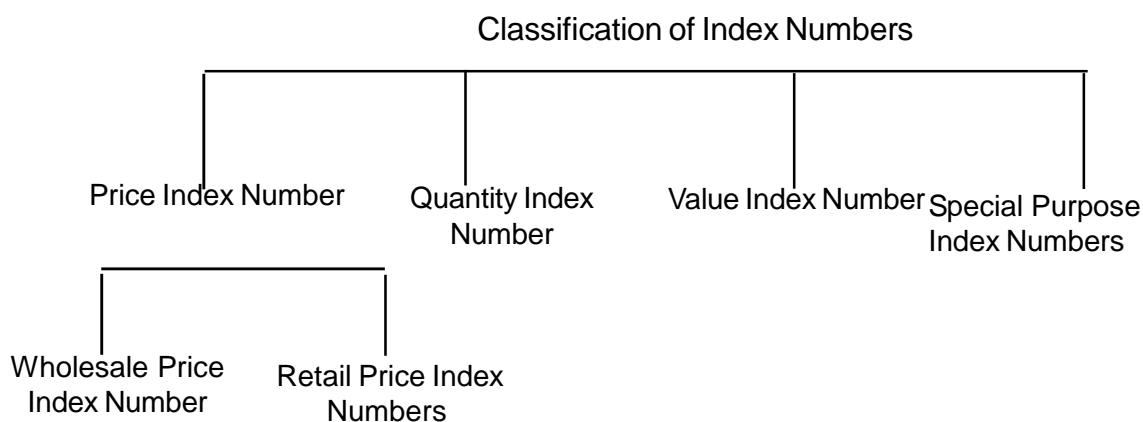 Classification of Index Numbers
Price Index Number
Quantity Index
Number
Value Index Number
Special Purpose
Index Numbers
Wholesale Price
Index Number
Retail Price Index
Numbers